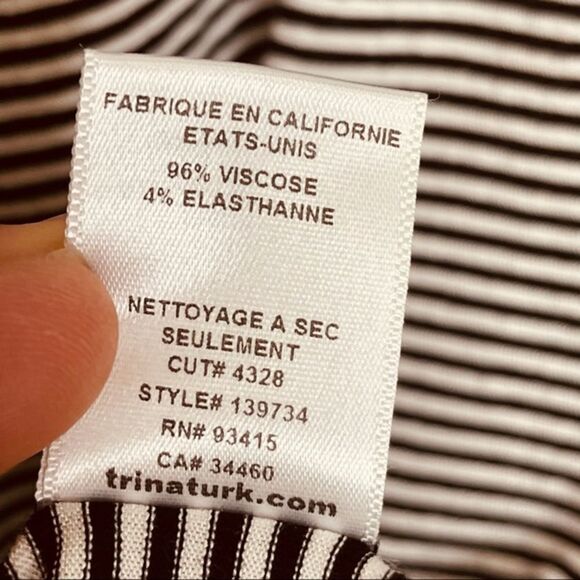 FABRIQUE EN CALIFORNIE
ETATS-UNIS
96% VISCOSE
4% ELASTHANNE
NETTOYAGE A SEC
SEULEMENT
CUT# 4328
STYLE# 139734
RN# 93415
CA# 34460
trinaturk.com